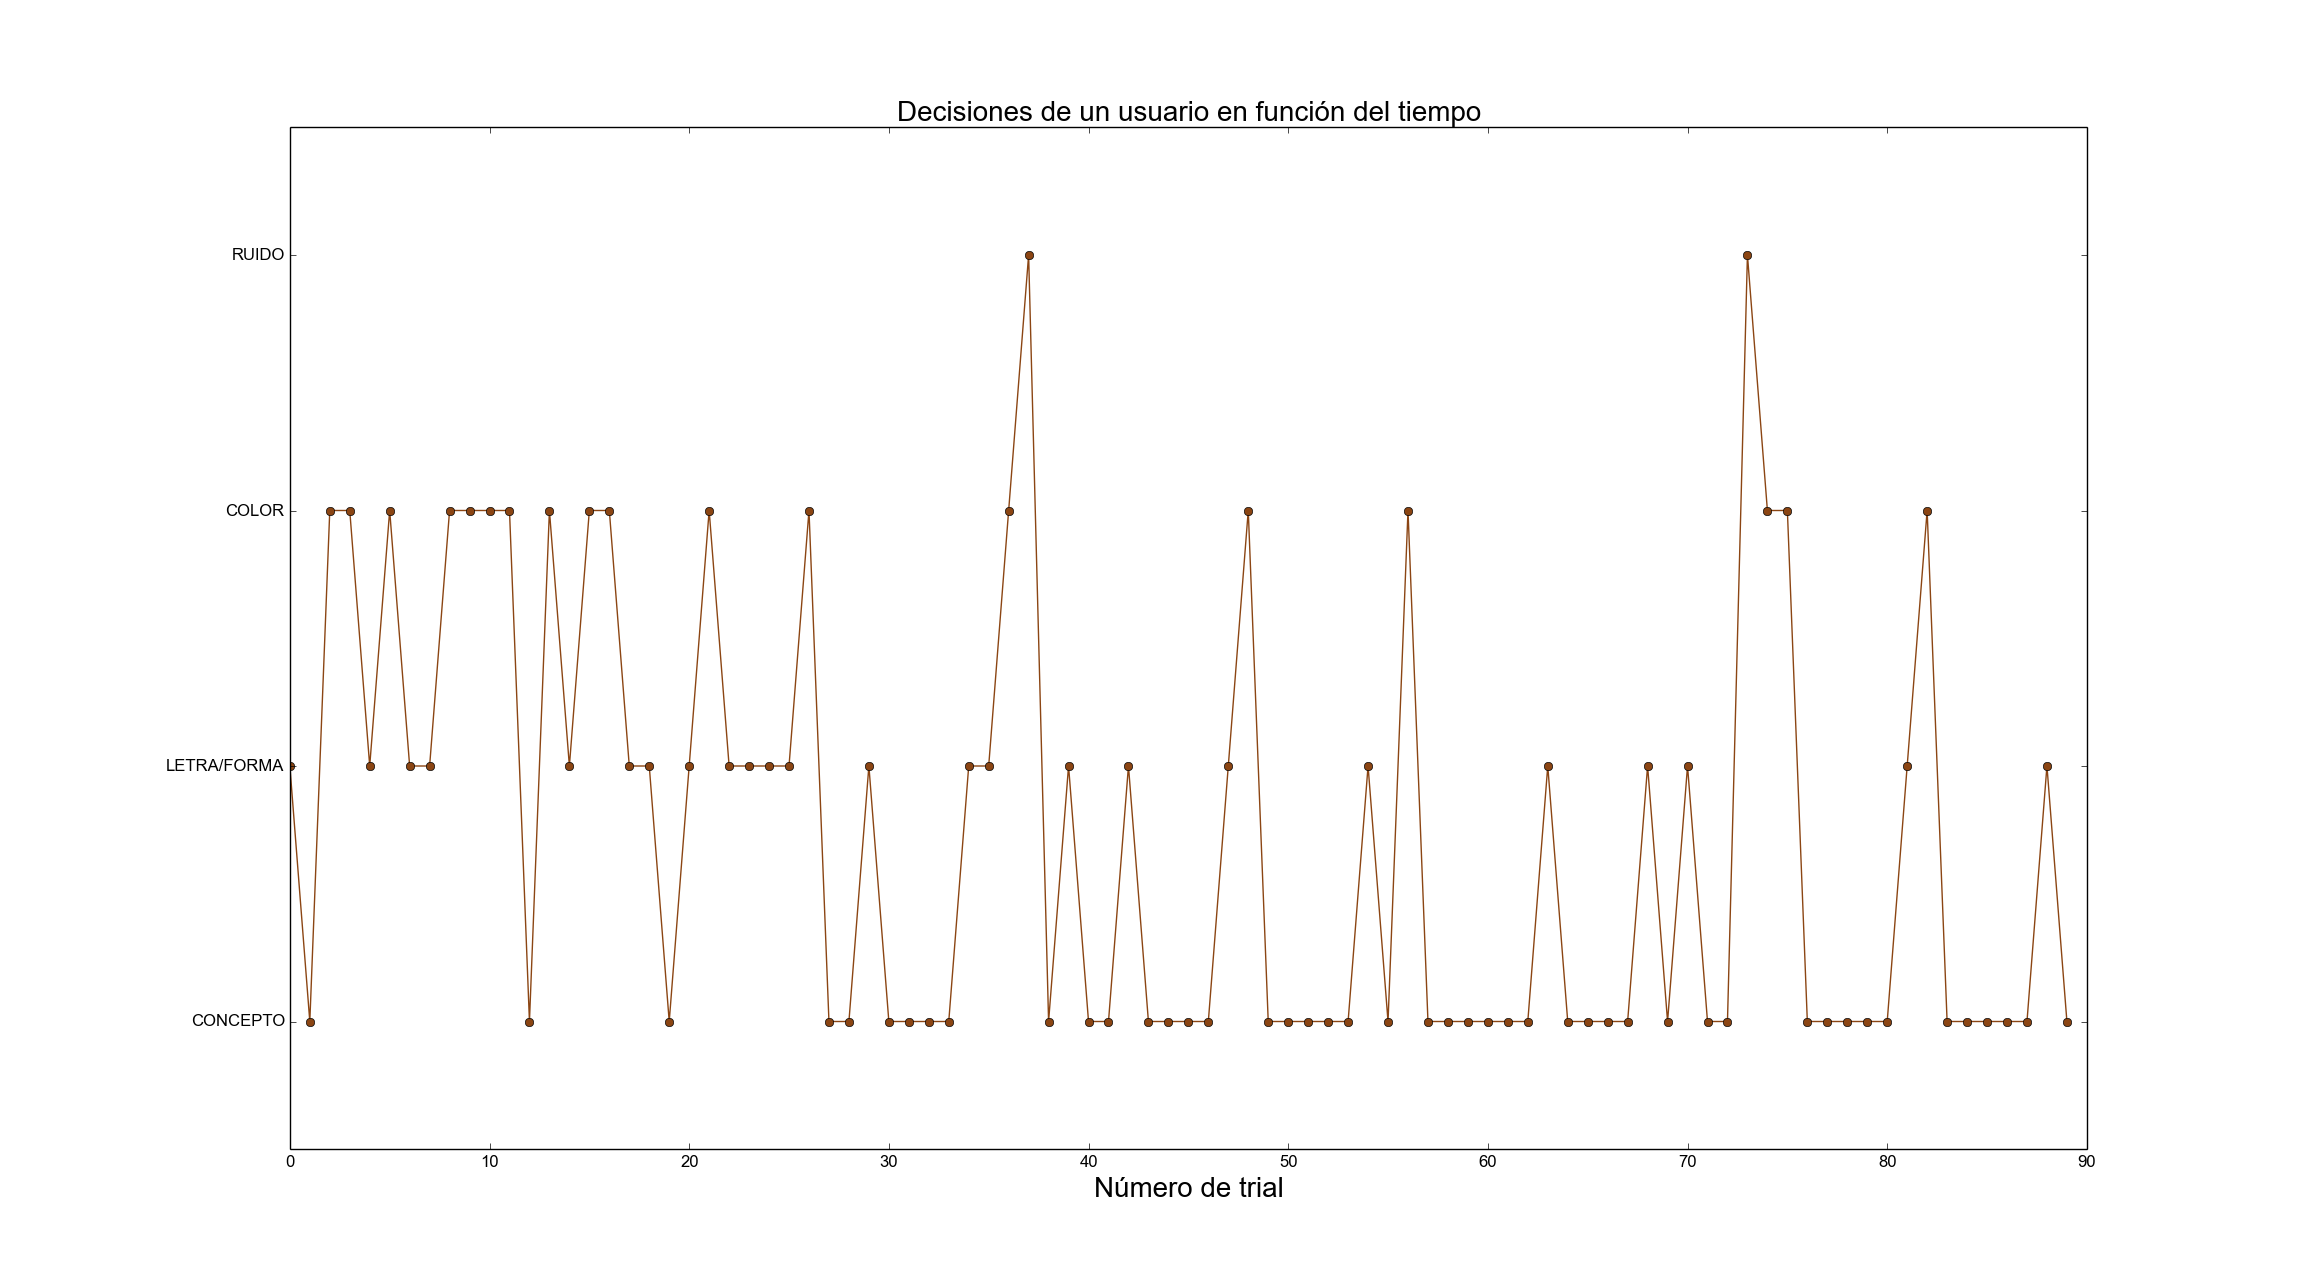 Decisiones de un usuario en función del tiempo
RUIDO
COLOR
LETRA/FORMA
CONCEPTO
0 10 20 30 40 50 60 70 80 90
Número de trial